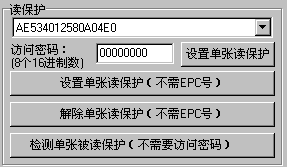 读保护
AE534012580A04E0
访问密码：
(8个16进制数)
00000000
设置单张读保护
设置单张读保护(不需EPC号)
解除单张读保护(不需EPC号)
检测单张被读保护(不需要访问密码)